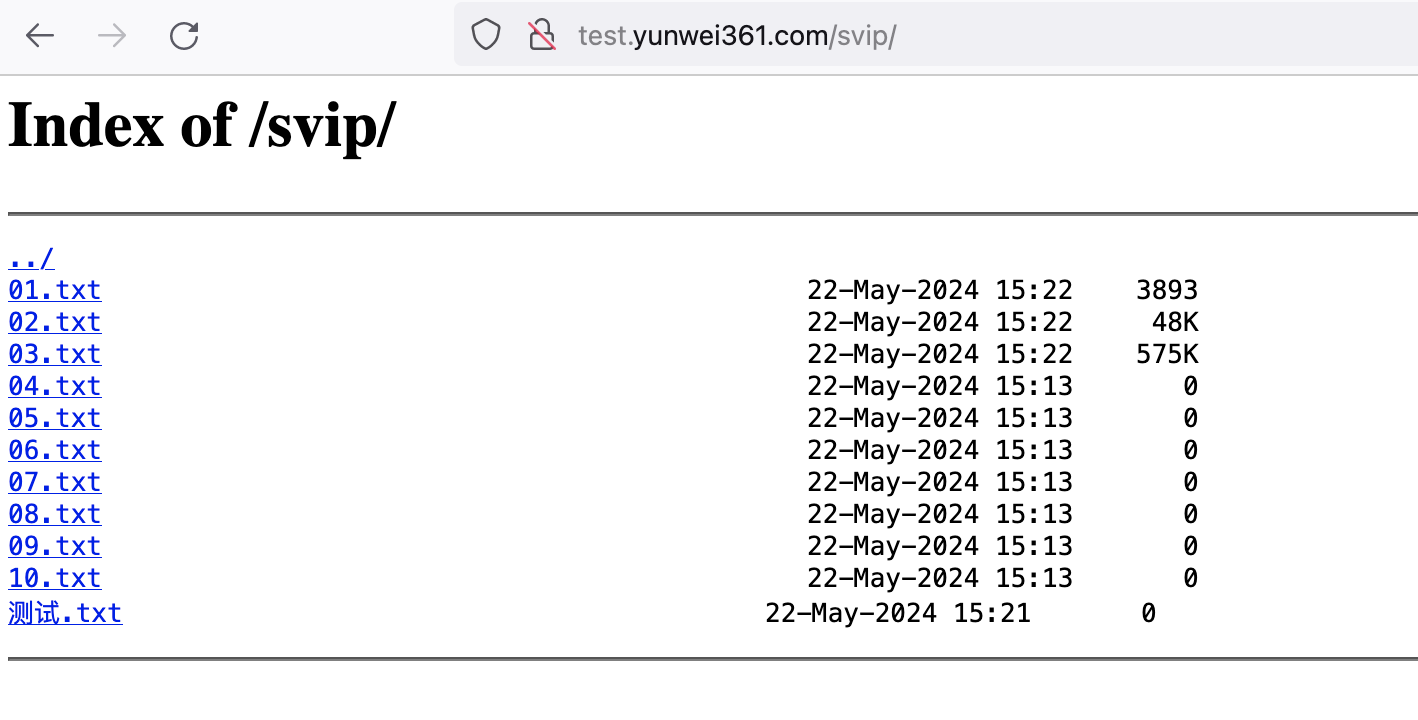 test.yunwei361.com/svip/
Index of /svip/
../
01.txt 22-May-2024 15:22 3893
02.txt 22-May-2024 15:22 48K
03.txt 22-May-2024 15:22 575K
04.txt 22-May-2024 15:13 0
05.txt 22-May-2024 15:13 0
06.txt 22-May-2024 15:13 0
07.txt 22-May-2024 15:13 0
08.txt 22-May-2024 15:13 0
09.txt 22-May-2024 15:13 0
10.txt 22-May-2024 15:13 0
测试.txt 22-May-2024 15:21 0